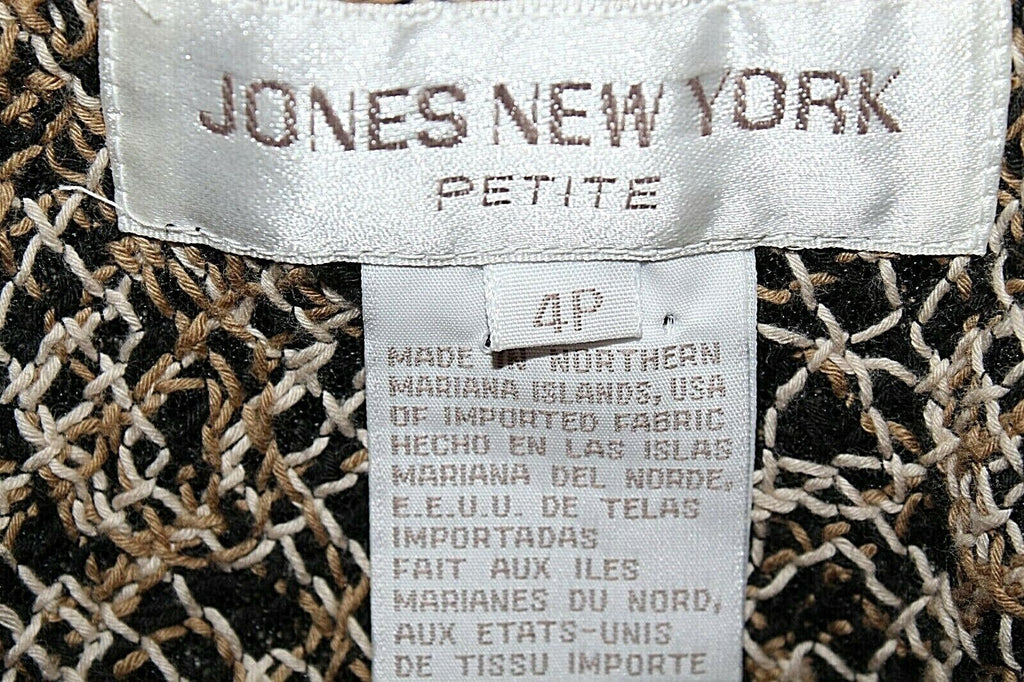 JONES NEW YORK
PETITE
4P
MADE IN NORTHERN
MARIANA ISLANDS, USA
OF IMPORTED FABRIC
HECHO EN LAS ISLAS
MARIANA DEL NORDE,
E.E.U.U. DE TELAS
IMPORTADAS
FAIT AUX ILES
MARIANES DU NORD,
AUX ETATS-UNIS
DE TISSU IMPORTE